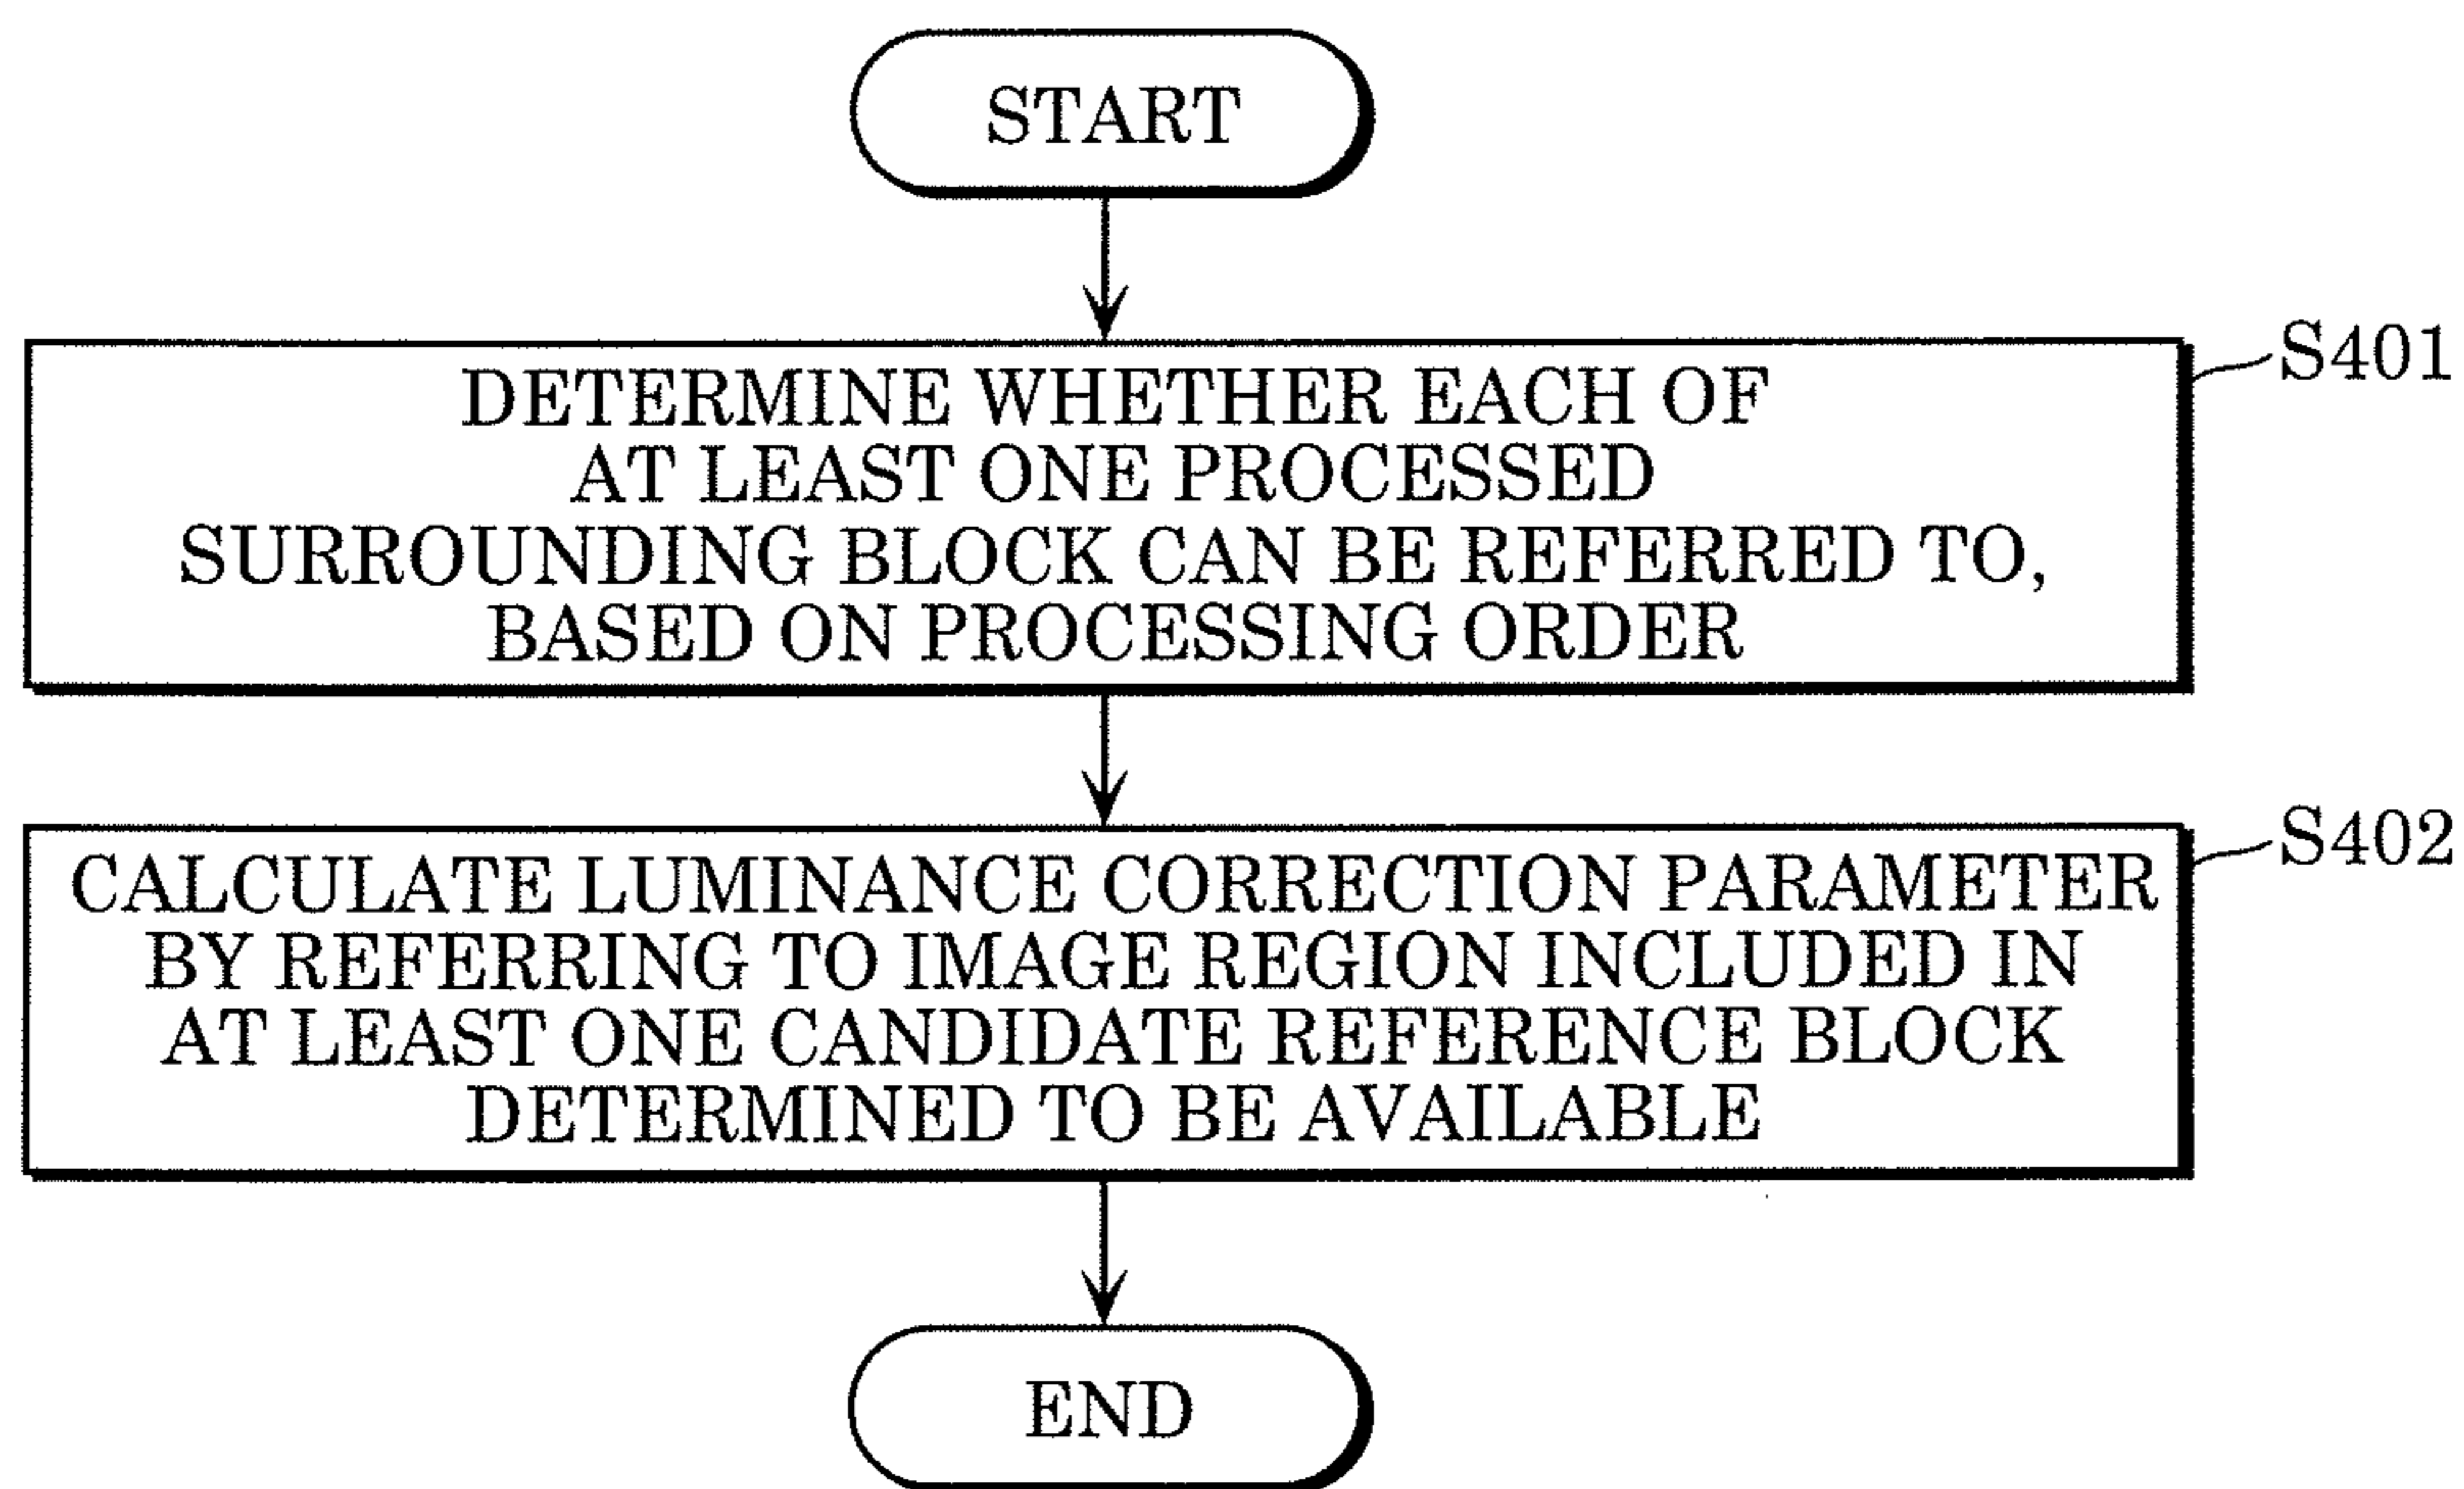 START
S401
DETERMINE WHETHER EACH OF
AT LEAST ONE PROCESSED
SURROUNDING BLOCK CAN BE REFERRED TO,
BASED ON PROCESSING ORDER
S402
CALCULATE LUMINANCE CORRECTION PARAMETER
BY REFERRING TO IMAGE REGION INCLUDED IN
AT LEAST ONE CANDIDATE REFERENCE BLOCK
DETERMINED TO BE AVAILABLE
END